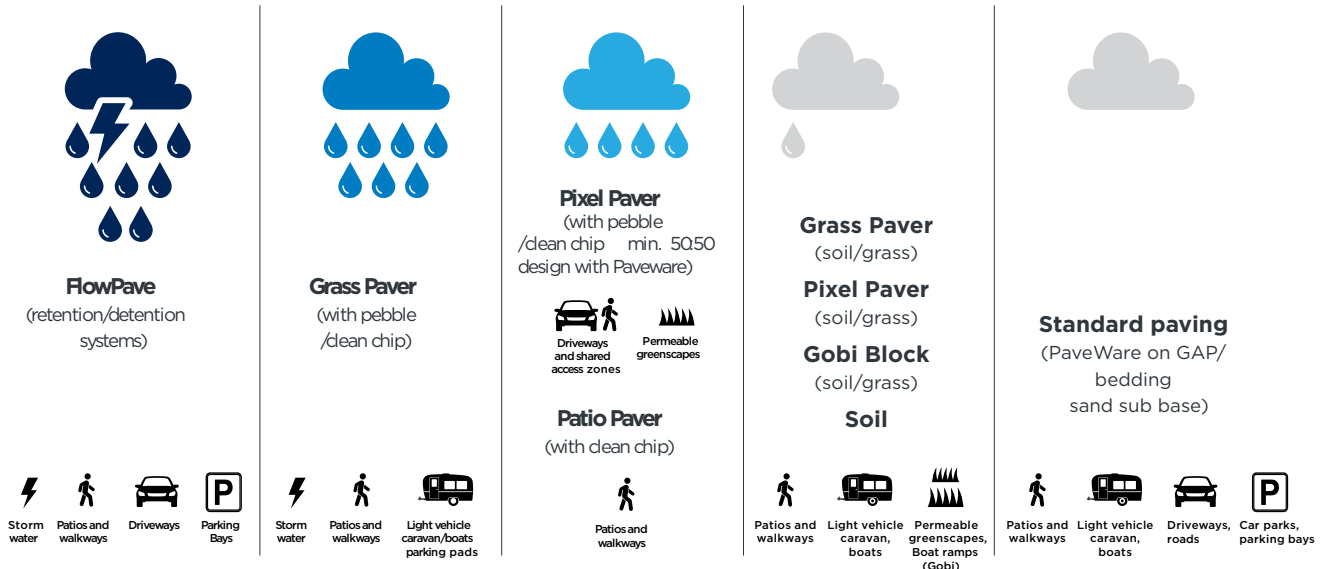 FlowPave
(retention/detention
systems)
Storm
water
Patios and
walkways
Driveways
P
Parking
Bays
Grass Paver
(with pebble
/clean chip)
Storm
water
Patios and
walkways
Light vehicle
caravan/boats
parking pads
Pixel Paver
(with pebble
/clean chip min. 50:50
design with Paveware)
Driveways
and shared
access zones
Permeable
greenscapes
Patio Paver
(with clean chip)
Patios and
walkways
Grass Paver
(soil/grass)
Pixel Paver
(soil/grass)
Gobi Block
(soil/grass)
Soil
Patios and
walkways
Light vehicle
caravan,
boats
Permeable
greenscapes,
Boat ramps
(Gobi)
Standard paving
(PaveWare on GAP/
bedding
sand sub base)
Patios and
walkways
Light vehicle
caravan,
boats
Driveways,
roads
P
Car parks,
parking bays